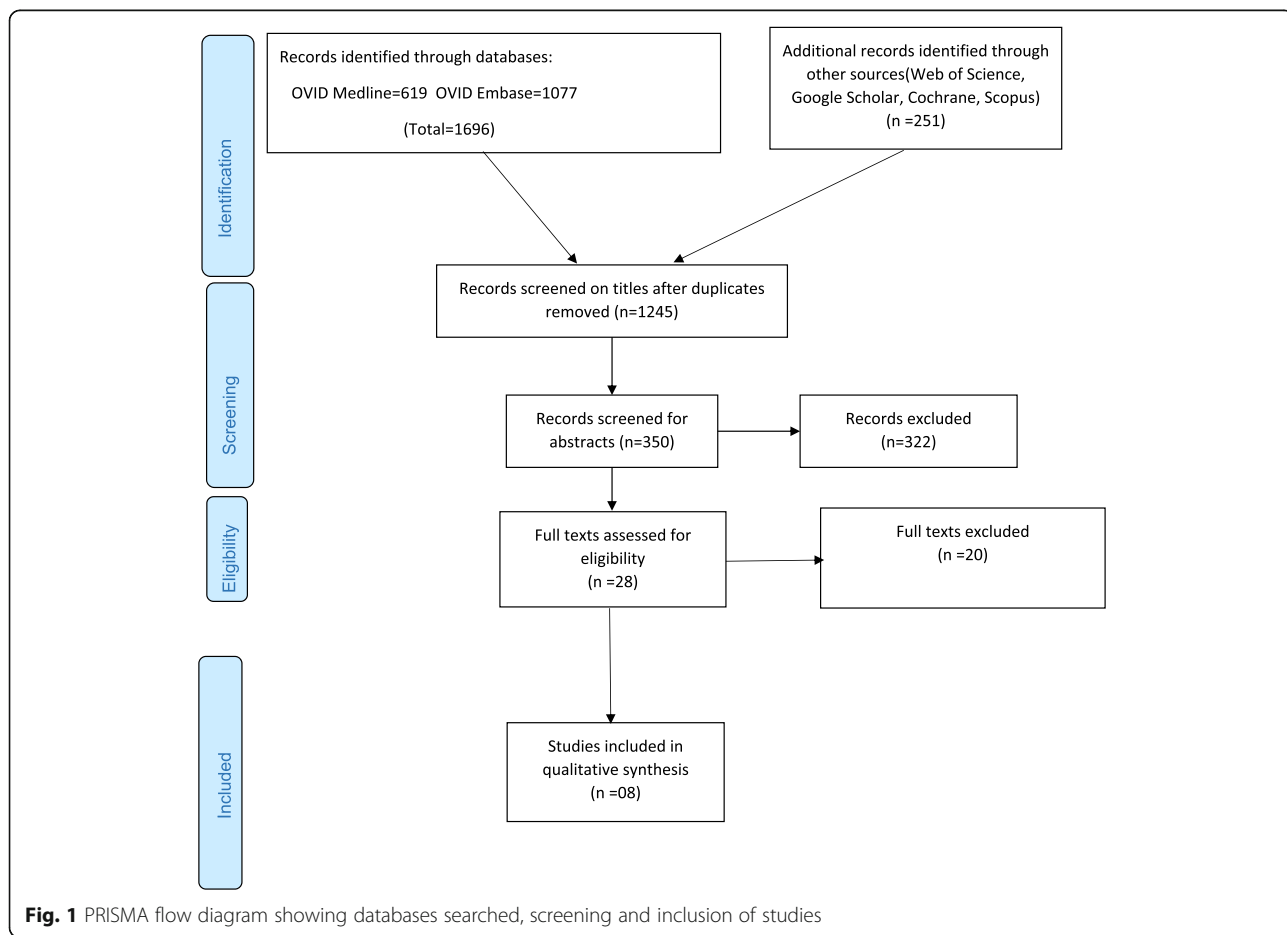 Identification
Records identified through databases:
OVID Medline=619 OVID Embase=1077
(Total=1696)
Additional records identified through
other sources(Web of Science,
Google Scholar, Cochrane, Scopus)
(n =251)
Records screened on titles after duplicates
removed (n=1245)
Screening
Records screened for
abstracts (n=350)
Records excluded
(n=322)
Eligibility
Full texts assessed for
eligibility
(n =28)
Full texts excluded
(n =20)
Included
Studies included in
qualitative synthesis
(n =08)
Fig. 1 PRISMA flow diagram showing databases searched, screening and inclusion of studies